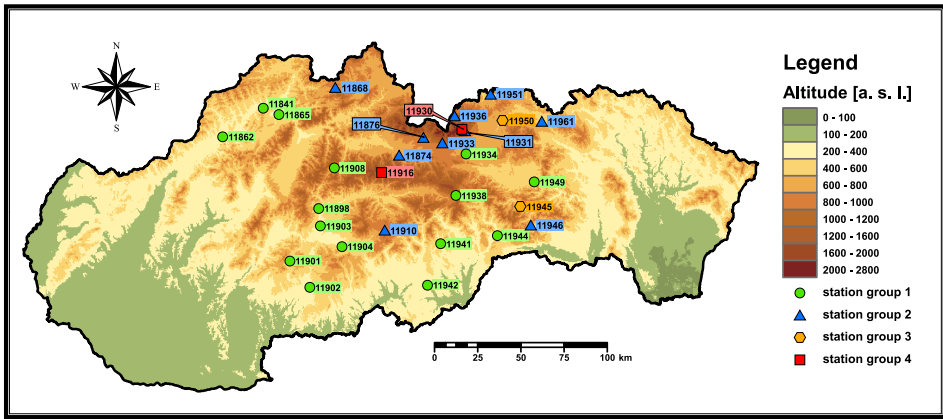 N
W E
S
11868
11841
11865
11862
11951
11930
11936
11950
11961
11876
11933
11931
11874
11934
11908
11916
11949
11938
11898
11945
11903
11910
11946
11944
11904
11941
11901
11902
11942
0 25 50 75 100
km
Legend
Altitude [a. s. l.]
0 - 100
100 - 200
200 - 400
400 - 600
600 - 800
800 - 1000
1000 - 1200
1200 - 1600
1600 - 2000
2000 - 2800
station group 1
station group 2
station group 3
station group 4